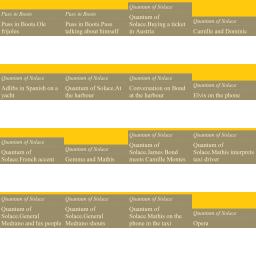 Puss in Boots
Puss in Boots.Ole
frijoles
Puss in Boots
Puss in Boots.Puss
talking about himself
Quantum of Solace
Quantum of
Solace.Buying a ticket
in Austria
Quantum of Solace
Camille and Dominic
Quantum of Solace
Adlibs in Spanish on a
yacht
Quantum of Solace
Quantum of Solace.At
the harbour
Quantum of Solace
Conversation on Bond
at the harbour
Quantum of Solace
Elvis on the phone
Quantum of Solace
Quantum of
Solace.French accent
Quantum of Solace
Gemma and Mathis
Quantum of Solace
Quantum of
Solace.James Bond
meets Camille Montes
Quantum of Solace
Quantum of
Solace.Mathis interprets
taxi driver
Quantum of Solace
Quantum of
Solace.General
Medrano and his people
Quantum of Solace
Quantum of
Solace.General
Medrano shouts
Quantum of Solace
Quantum of
Solace.Mathis on the
phone in the taxi
Quantum of Solace
Opera